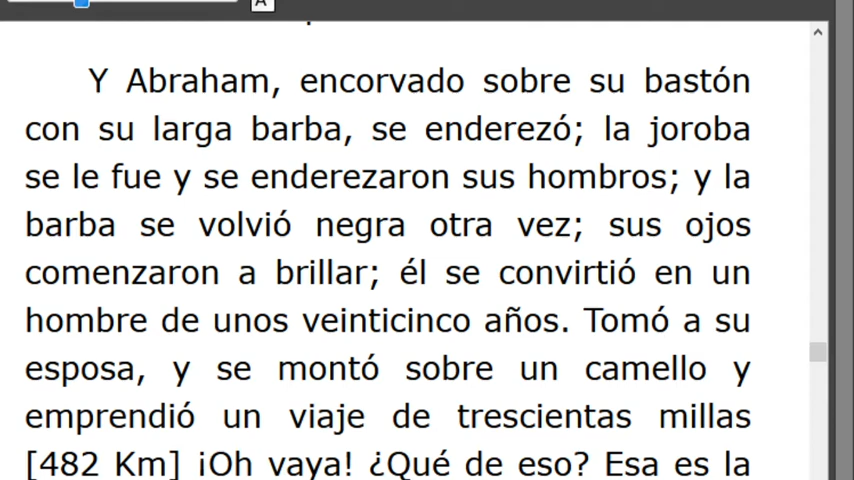 A
Y Abraham, encorvado sobre su bastón
con su larga barba, se enderezó; la joroba
se le fue y se enderezaron sus hombros; y la
barba se volvió negra otra vez; sus ojos
comenzaron a brillar; él se convirtió en un
hombre de unos veinticinco años. Tomó a su
esposa, y se montó sobre un camello y
emprendió un viaje de trescientas millas
[482 Km] ¡Oh vaya! ¿Qué de eso? Esa es la